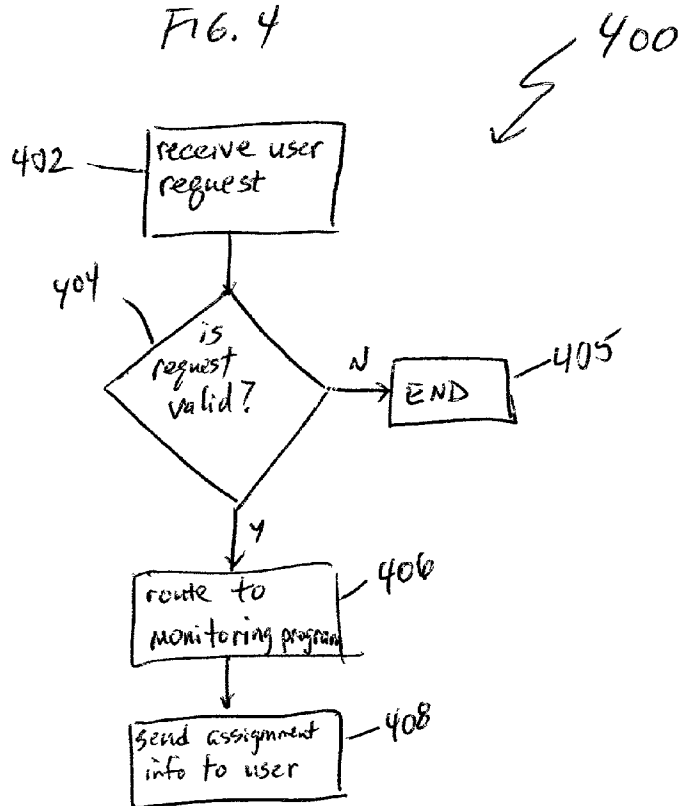 FIG. 4
400
402
receive user
request
404
is
request
valid?
N
END
405
Y
route to
monitoring program
406
send assignment
info to user
408